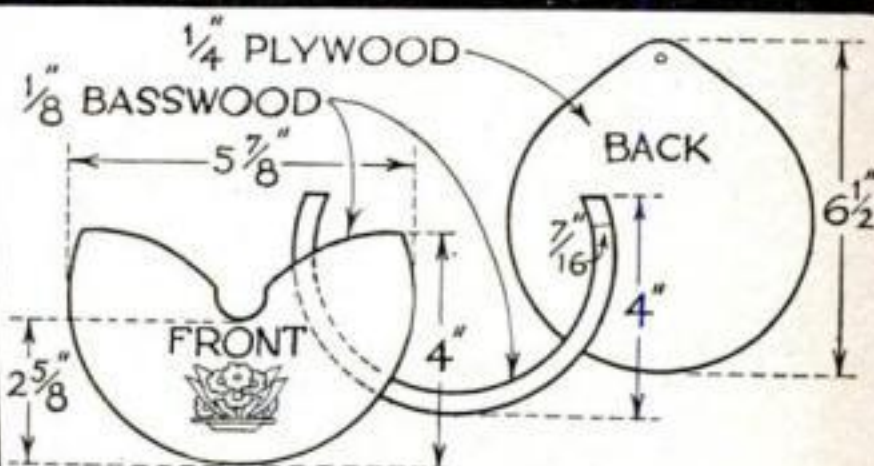 1/4" PLYWOOD
1/8" BASSWOOD
5 7/8"
BACK
6 1/2"
7/16"
4"
4"
FRONT
2 5/8"